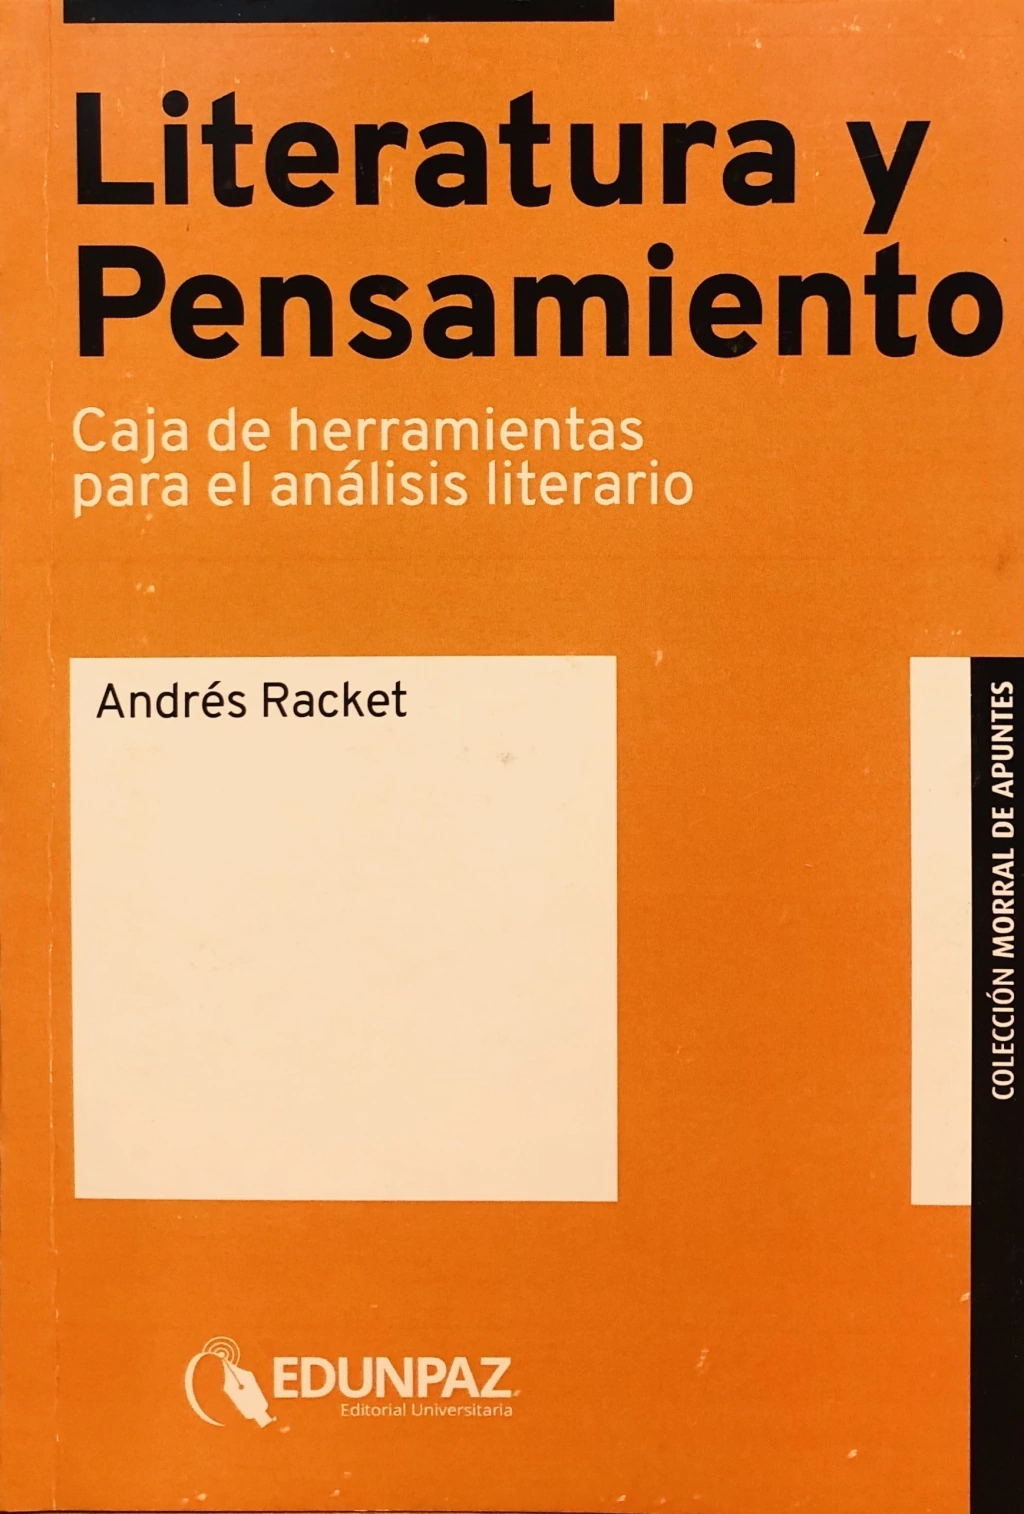 Literatura y
Pensamiento
Caja de herramientas
para el análisis literario
Andrés Racket
COLECCIÓN MORRAL DE APUNTES
EDUNPAZ
Editorial Universitaria